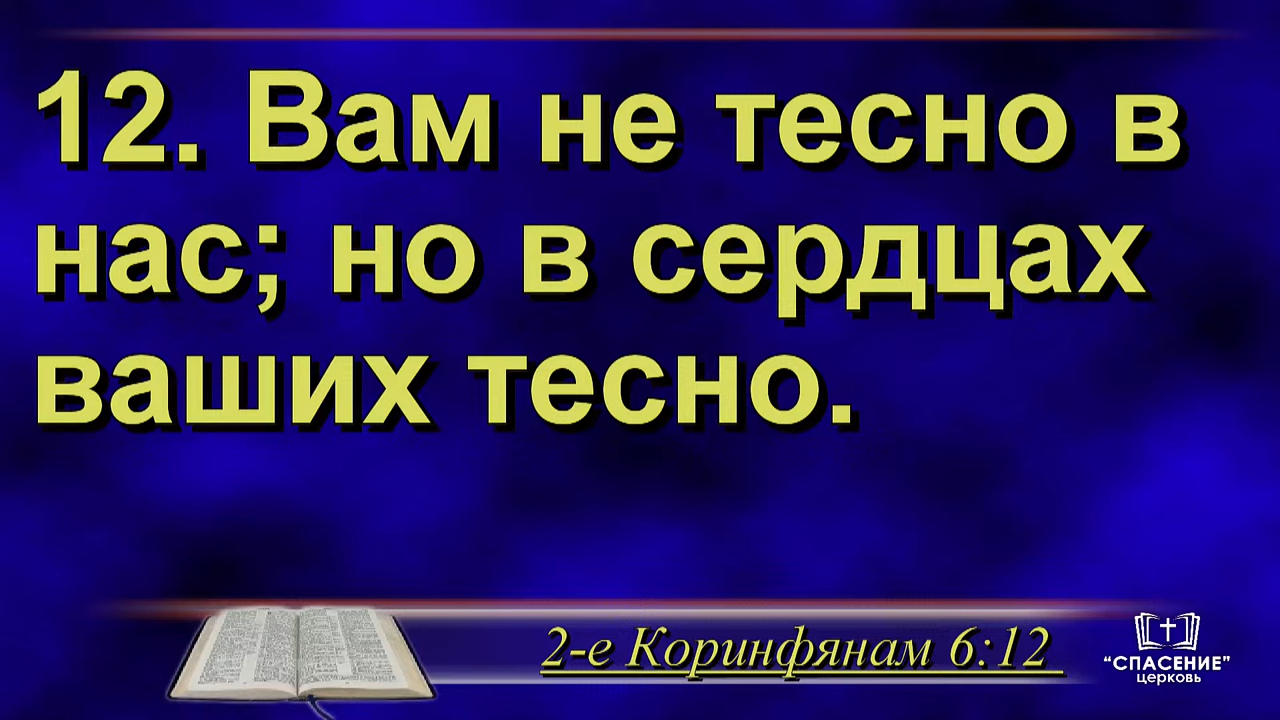 12. Вам не тесно в
нас; но в сердцах
ваших тесно.
2-е Коринфянам 6:12
“СПАСЕНИЕ”
церковь